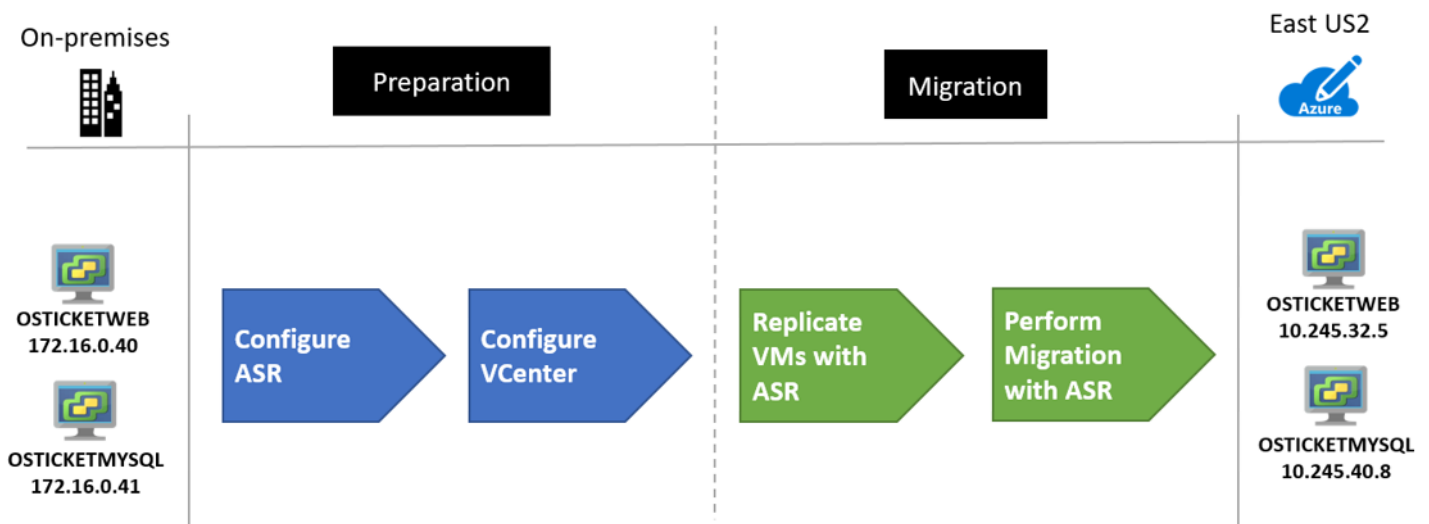 On-premises
Preparation
Migration
East US2
Azure
OSTICKETWEB
172.16.0.40
OSTICKETMYSQL
172.16.0.41
Configure
ASR
Configure
VCenter
Replicate
VMs with
ASR
Perform
Migration
with ASR
OSTICKETWEB
10.245.32.5
OSTICKETMYSQL
10.245.40.8